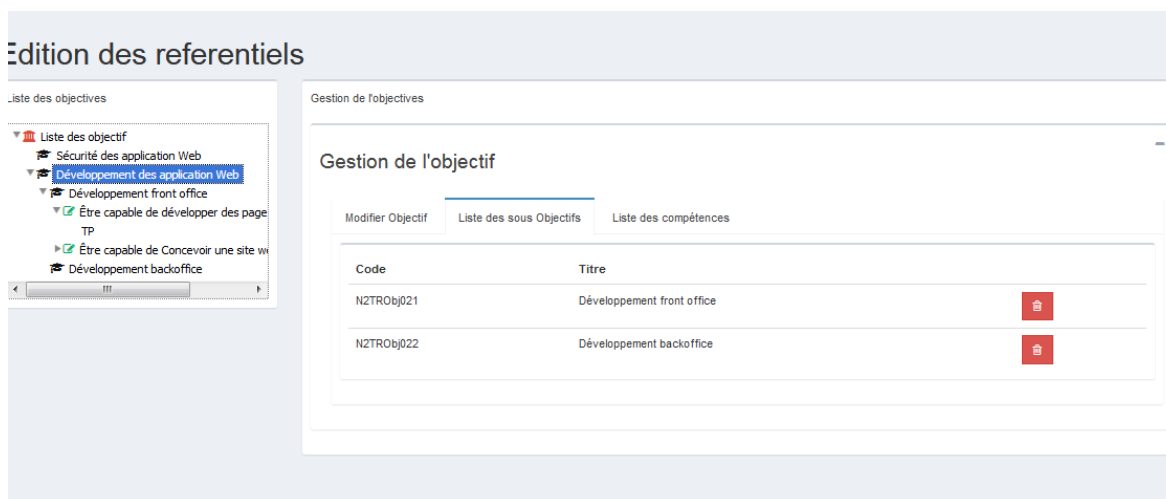 Edition des referentiels
Liste des objectives
Liste des objectif
Sécurité des application Web
Développement des application Web
Développement front office
Être capable de développer des page
TP
Être capable de Concevoir une site we
Développement backoffice
Gestion de l'objectives
Gestion de l'objectif
Modifier Objectif Liste des sous Objectifs Liste des compétences
Code Titre
N2TRObj021 Développement front office
N2TRObj022 Développement backoffice